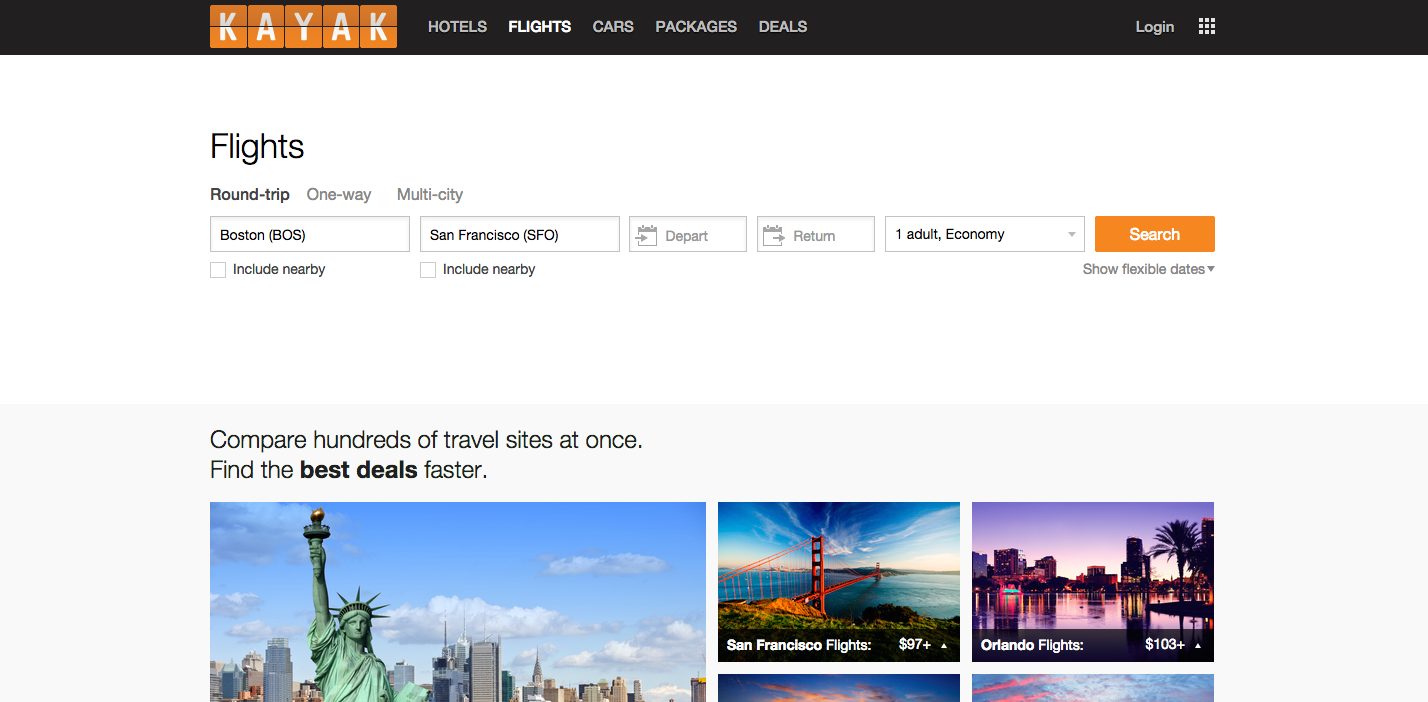 KAYAK HOTELS FLIGHTS CARS PACKAGES DEALS Login
Flights
Round-trip One-way Multi-city
Boston (BOS) San Francisco (SFO) Depart Return 1 adult, Economy Search
Include nearby Include nearby Show flexible dates
Compare hundreds of travel sites at once.
Find the best deals faster.
San Francisco Flights: $97+ Orlando Flights: $103+